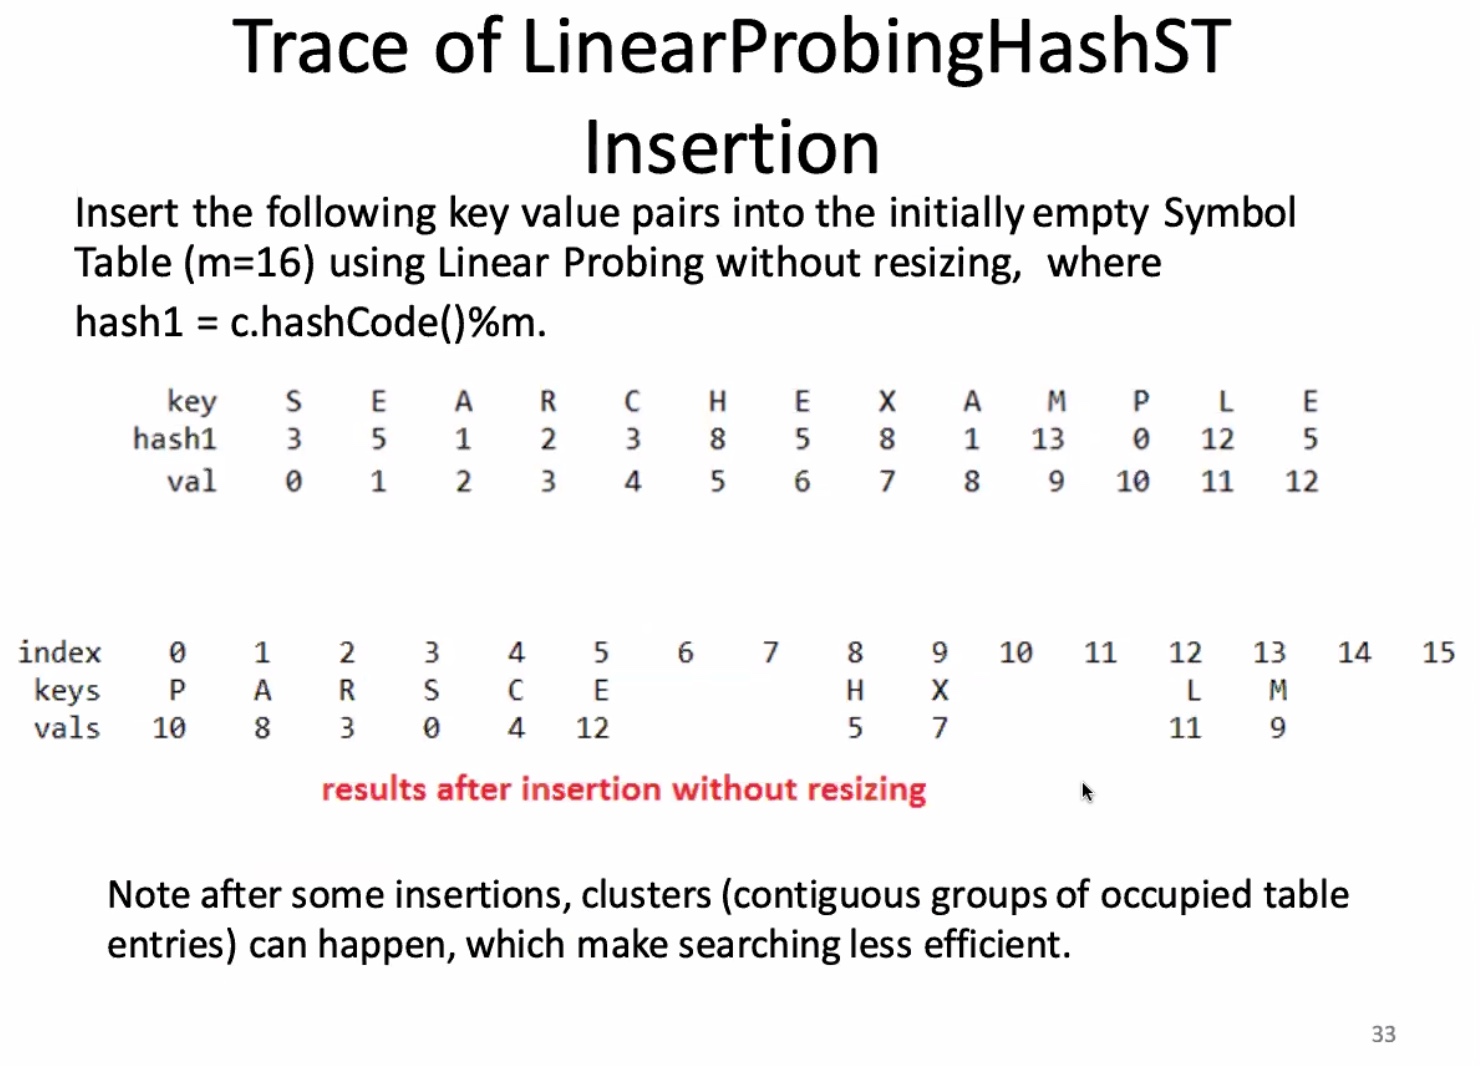 Trace of LinearProbingHashST
Insertion
Insert the following key value pairs into the initially empty Symbol
Table (m=16) using Linear Probing without resizing, where
hash1 = c.hashCode()%m.
key S E A R C H E X A M P L E
hash1 3 5 1 2 3 8 5 8 1 13 0 12 5
val 0 1 2 3 4 5 6 7 8 9 10 11 12
index 0 1 2 3 4 5 6 7 8 9 10 11 12 13 14 15
keys P A R S C E H X L M
vals 10 8 3 0 4 12 5 7 11 9
results after insertion without resizing
Note after some insertions, clusters (contiguous groups of occupied table
entries) can happen, which make searching less efficient.
33